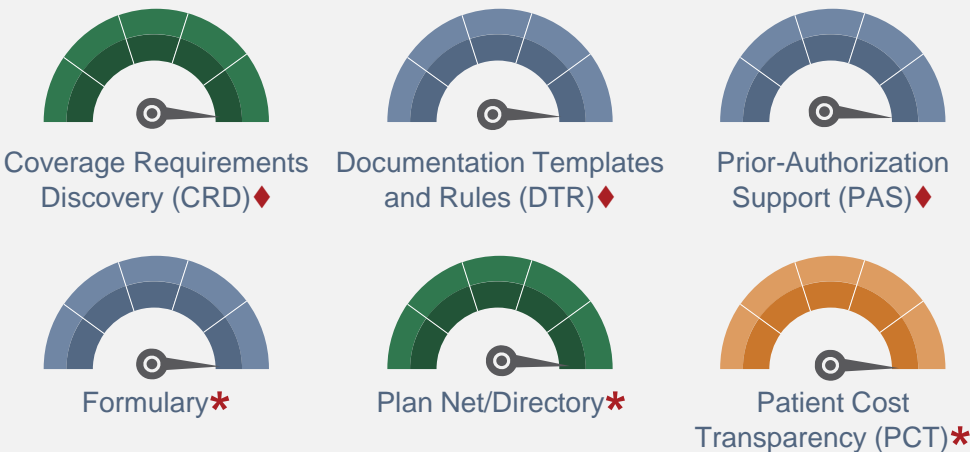 Coverage Requirements
Discovery (CRD)♦
Documentation Templates
and Rules (DTR)♦
Prior-Authorization
Support (PAS)♦
Formulary*
Plan Net/Directory*
Patient Cost
Transparency (PCT)*